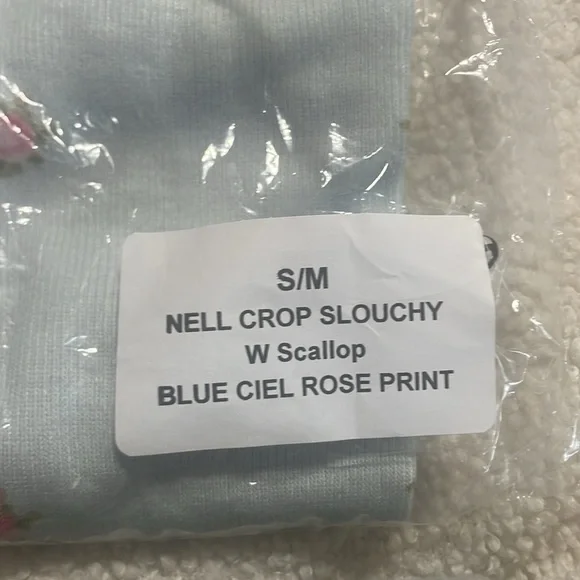 S/M
NELL CROP SLOUCHY
W Scallop
BLUE CIEL ROSE PRINT